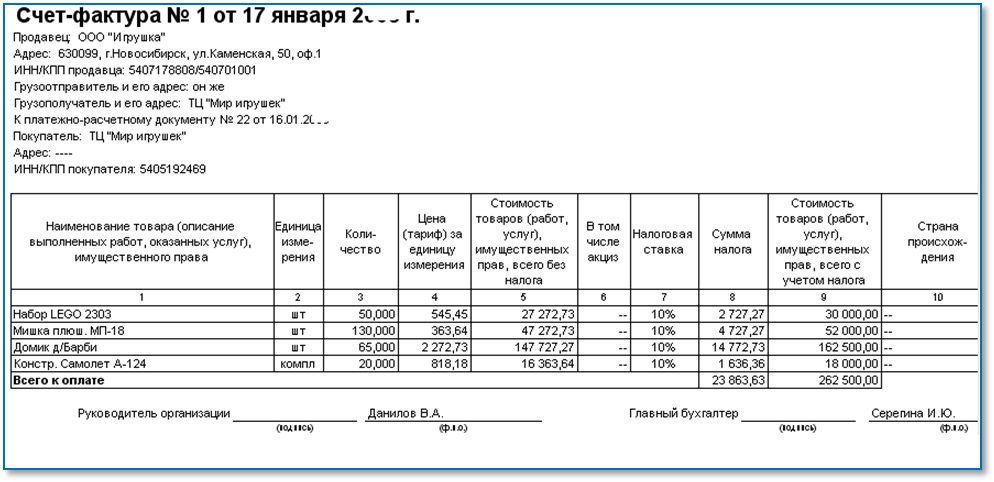 Счет-фактура № 1 от 17 января г.
Продавец: ООО "Игрушка"
Адрес: 630099, г.Новосибирск, ул.Каменская, 50, оф.1
ИНН/КПП продавца: 5407178808/540701001
Грузоотправитель и его адрес: он же
Грузополучатель и его адрес: ТЦ "Мир игрушек"
К платежно-расчетному документу № 22 от 16.01.
Покупатель: ТЦ "Мир игрушек"
Адрес: ----
ИНН/КПП покупателя: 5405192469
Наименование товара (описание выполненных работ, оказанных услуг), имущественного права | Единица изме-рения | Коли-чество | Цена (тариф) за единицу измерения | Стоимость товаров (работ, услуг), имущественных прав, всего без налога | В том числе акциз | Налоговая ставка | Сумма налога | Стоимость товаров (работ, услуг), имущественных прав, всего с учетом налога | Страна происхож-дения
1 2 3 4 5 6 7 8 9 10
Набор LEGO 2303 шт 50,000 545,45 27 272,73 -- 10% 2 727,27 30 000,00 --
Мишка плюш. МП-18 шт 130,000 363,64 47 272,73 -- 10% 4 727,27 52 000,00 --
Домик д/Барби шт 65,000 2 272,73 147 727,27 -- 10% 14 772,73 162 500,00 --
Констр. Самолет А-124 компл 20,000 818,18 16 363,64 -- 10% 1 636,36 18 000,00 --
Всего к оплате 23 863,63 262 500,00
Руководитель организации Данилов В.А. Главный бухгалтер Серегина И.Ю.
(подпись) (ф.и.о.) (подпись) (ф.и.о.)